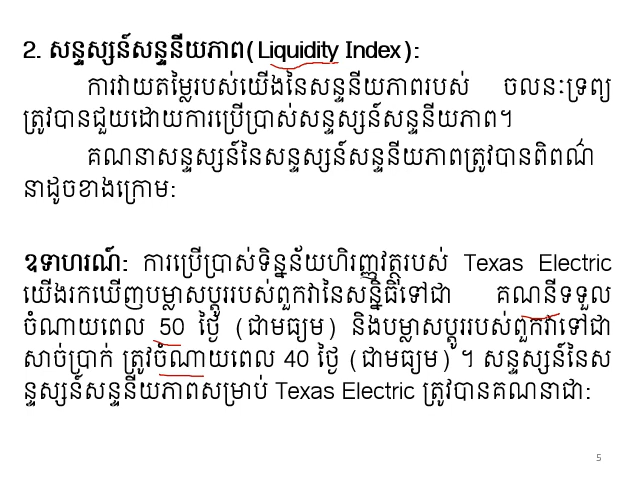 2. សន្ទស្សន៍សន្ទនីយភាព(Liquidity Index):
ការវាយតម្លៃរបស់យើងនៃសន្ទនីយភាពរបស់ ចលនៈទ្រព្យ
ត្រូវបានជួយដោយការប្រើប្រាស់សន្ទស្សន៍សន្ទនីយភាព។
គណនាសន្ទស្សន៍នៃសន្ទស្សន៍សន្ទនីយភាពត្រូវបានពិពណ៌
នាដូចខាងក្រោម:
ឧទាហរណ៍: ការប្រើប្រាស់ទិន្នន័យហិរញ្ញវត្ថុរបស់ Texas Electric
យើងរកឃើញបម្លាស់ប្តូររបស់ពួកវានៃសន្និធិទៅជា គណនីទទួល
ចំណាយពេល 50 ថ្ងៃ (ជាមធ្យម) និងបម្លាស់ប្តូររបស់ពួកវាទៅជា
សាច់ប្រាក់ ត្រូវចំណាយពេល 40 ថ្ងៃ (ជាមធ្យម) ។ សន្ទស្សន៍នៃស
ន្ទស្សន៍សន្ទនីយភាពសម្រាប់ Texas Electric ត្រូវបានគណនាជា:
5